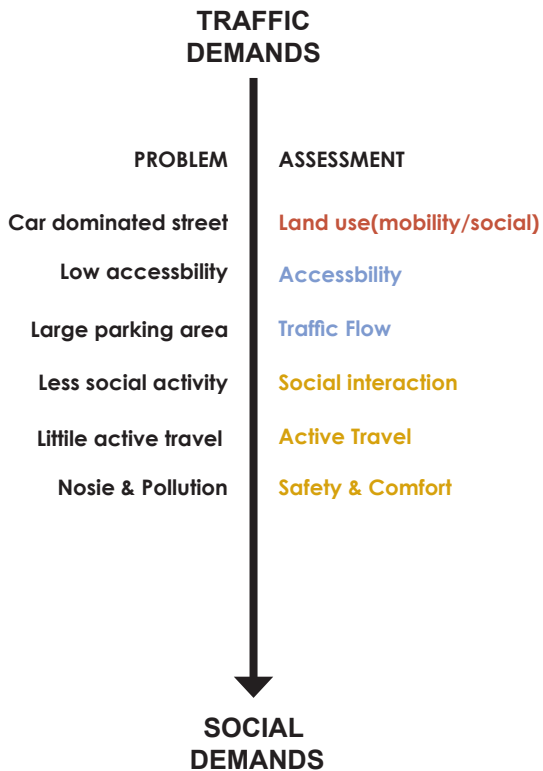 TRAFFIC
DEMANDS
PROBLEM ASSESSMENT
Car dominated street Land use(mobility/social)
Low accessbility Accessbility
Large parking area Traffic Flow
Less social activity Social interaction
Littile active travel Active Travel
Nosie & Pollution Safety & Comfort
SOCIAL
DEMANDS